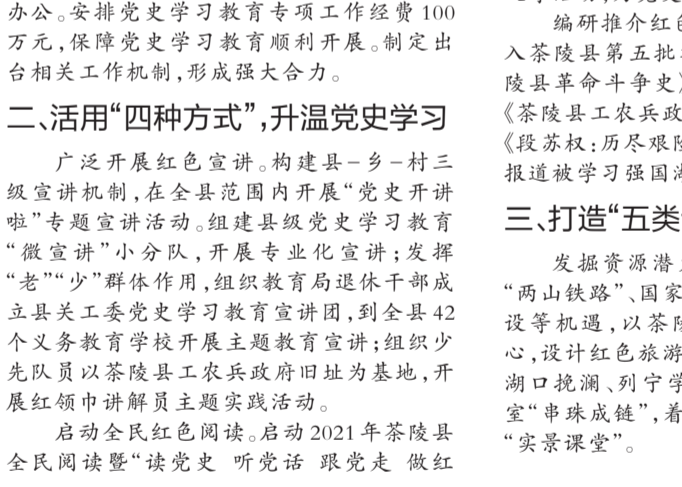 办公。安排党史学习教育专项工作经费100
万元,保障党史学习教育顺利开展。制定出
台相关工作机制,形成强大合力。
二、活用“四种方式”,升温党史学习
广泛开展红色宣讲。构建县-乡-村三
级宣讲机制,在全县范围内开展“党史开讲
啦”专题宣讲活动。组建县级党史学习教育
“微宣讲”小分队,开展专业化宣讲;发挥
“老”“少”群体作用,组织教育局退休干部成
立县关工委党史学习教育宣讲团,到全县42
个义务教育学校开展主题教育宣讲;组织少
先队员以茶陵县工农兵政府旧址为基地,开
展红领巾讲解员主题实践活动。
启动全民红色阅读。启动2021年茶陵县
全民阅读暨“读党史 听党话 跟党走 做红
编研推介红色
入茶陵县第五批
陵县革命斗争史》
《茶陵县工农兵政
《段苏权:历尽艰险
报道被学习强国湖
三、打造“五类
发掘资源潜
“两山铁路”、国家
设等机遇,以茶陵
心,设计红色旅游
湖口挽澜、列宁学
室“串珠成链”,着
“实景课堂”。